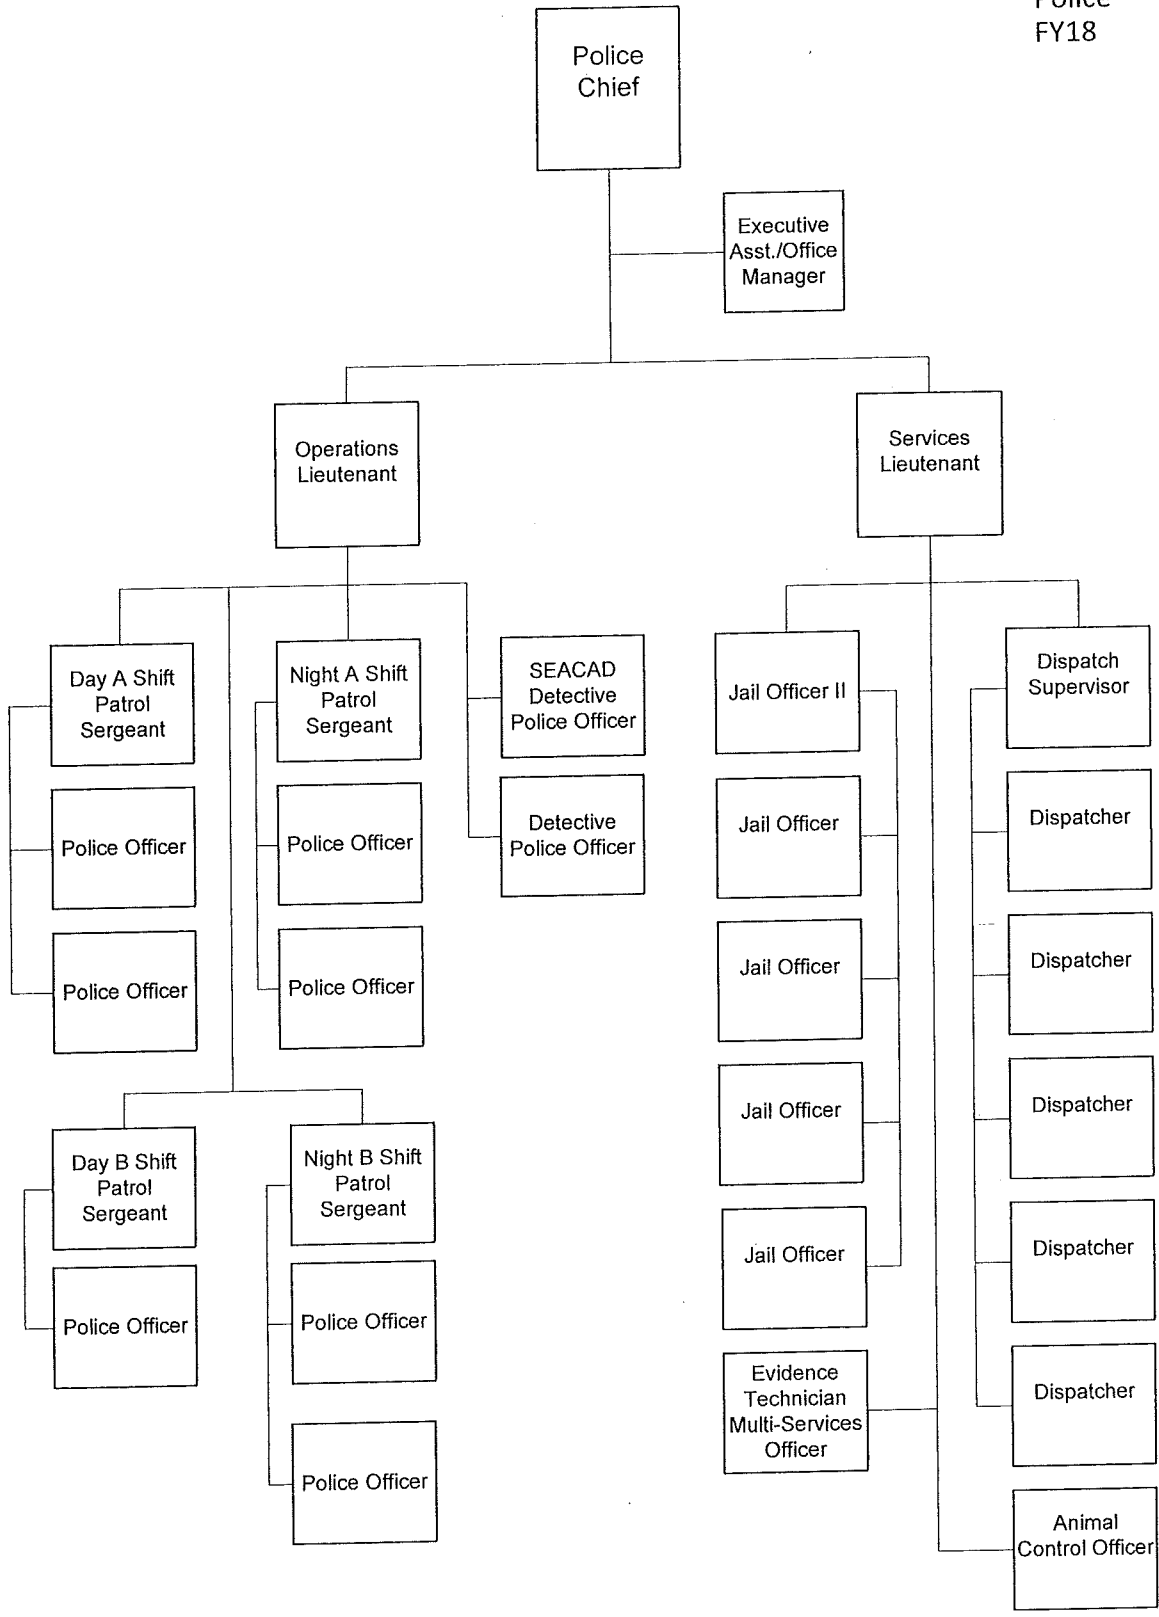 Police
FY18
Police
Chief
Executive
Asst./Office
Manager
Operations
Lieutenant
Services
Lieutenant
Day A Shift
Patrol
Sergeant
Police Officer
Police Officer
Night A Shift
Patrol
Sergeant
Police Officer
Police Officer
SEACAD
Detective
Police Officer
Detective
Police Officer
Day B Shift
Patrol
Sergeant
Police Officer
Night B Shift
Patrol
Sergeant
Police Officer
Police Officer
Jail Officer II
Jail Officer
Jail Officer
Jail Officer
Jail Officer
Evidence
Technician
Multi-Services
Officer
Dispatch
Supervisor
Dispatcher
Dispatcher
Dispatcher
Dispatcher
Dispatcher
Animal
Control Officer